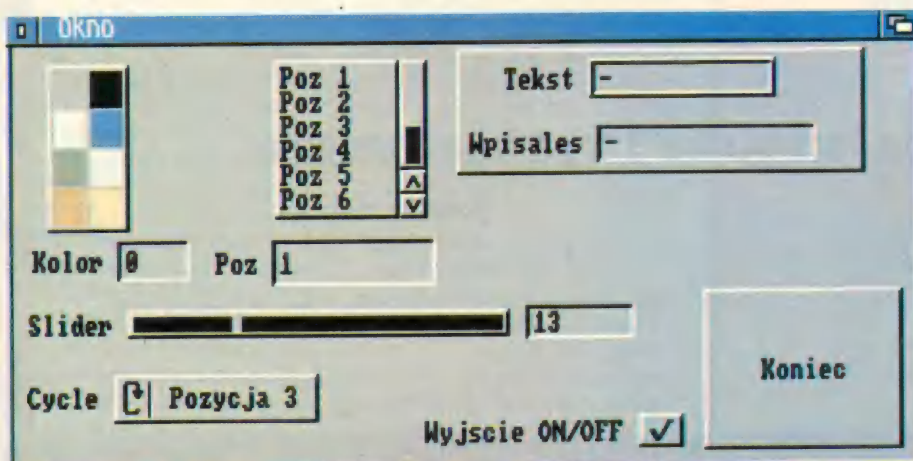 Okno
Poz 1
Poz 2
Poz 3
Poz 4
Poz 5
Poz 6
Tekst -
Wpisales -
Kolor 0
Poz 1
Slider 13
Cycle Pozycja 3
Wyjscie ON/OFF
Koniec